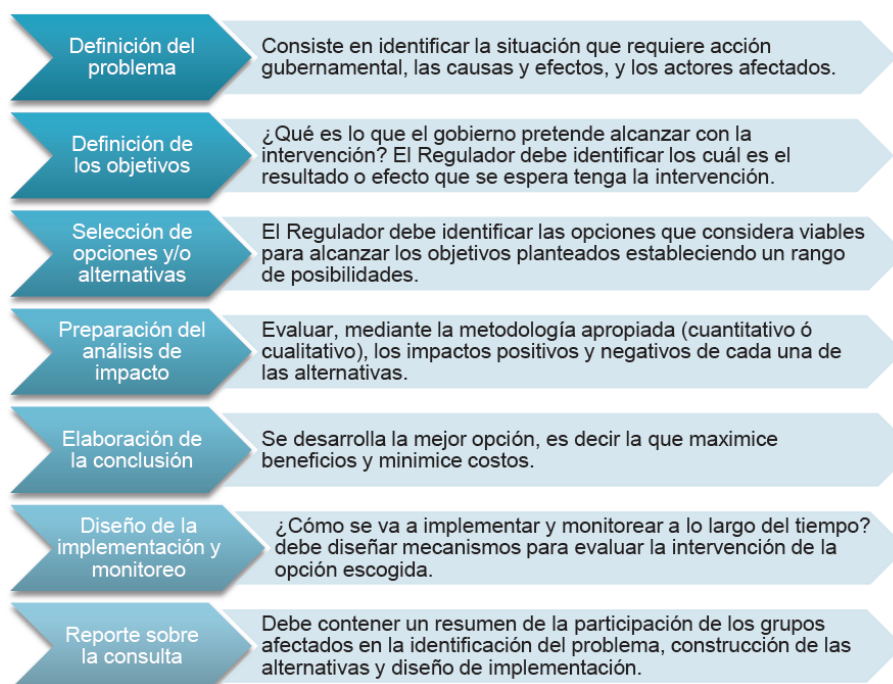 Definición del
problema
Consiste en identificar la situación que requiere acción
gubernamental, las causas y efectos, y los actores afectados.
Definición de
los objetivos
¿Qué es lo que el gobierno pretende alcanzar con la
intervención? El Regulador debe identificar los cuál es el
resultado o efecto que se espera tenga la intervención.
Selección de
opciones y/o
alternativas
El Regulador debe identificar las opciones que considera viables
para alcanzar los objetivos planteados estableciendo un rango
de posibilidades.
Preparación del
análisis de
impacto
Evaluar, mediante la metodología apropiada (cuantitativo ó
cualitativo), los impactos positivos y negativos de cada una de
las alternativas.
Elaboración de
la conclusión
Se desarrolla la mejor opción, es decir la que maximice
beneficios y minimice costos.
Diseño de la
implementación y
monitoreo
¿Cómo se va a implementar y monitorear a lo largo del tiempo?
debe diseñar mecanismos para evaluar la intervención de la
opción escogida.
Reporte sobre
la consulta
Debe contener un resumen de la participación de los grupos
afectados en la identificación del problema, construcción de las
alternativas y diseño de implementación.